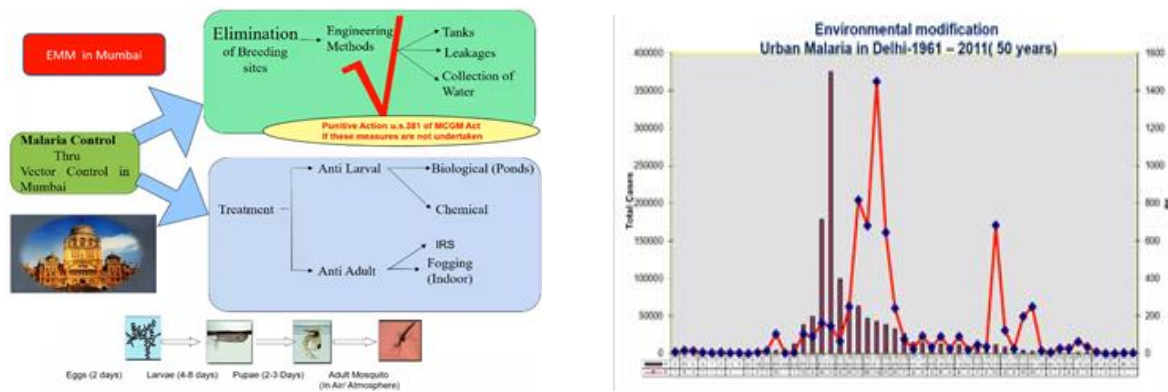 EMM in Mumbai
Elimination
of Breeding
sites
Engineering
Methods
Tanks
Leakages
Collection of
Water
Punitive Action u.s.381 of MCGM Act
If these measures are not undertaken
Malaria Control
Thru
Vector Control in
Mumbai
Treatment
Anti Larval
Biological (Ponds)
Chemical
Anti Adult
IRS
Fogging
(Indoor)
Eggs (2 days)
Larvae (4-8 days)
Pupae (2-3 Days)
Adult Mosquito
(In Air/ Atmosphere)
Environmental modification
Urban Malaria in Delhi-1961 – 2011( 50 years)
Total Cases
400000
350000
300000
250000
200000
150000
100000
50000
0
1600
1400
1200
1000
800
600
400
200
0